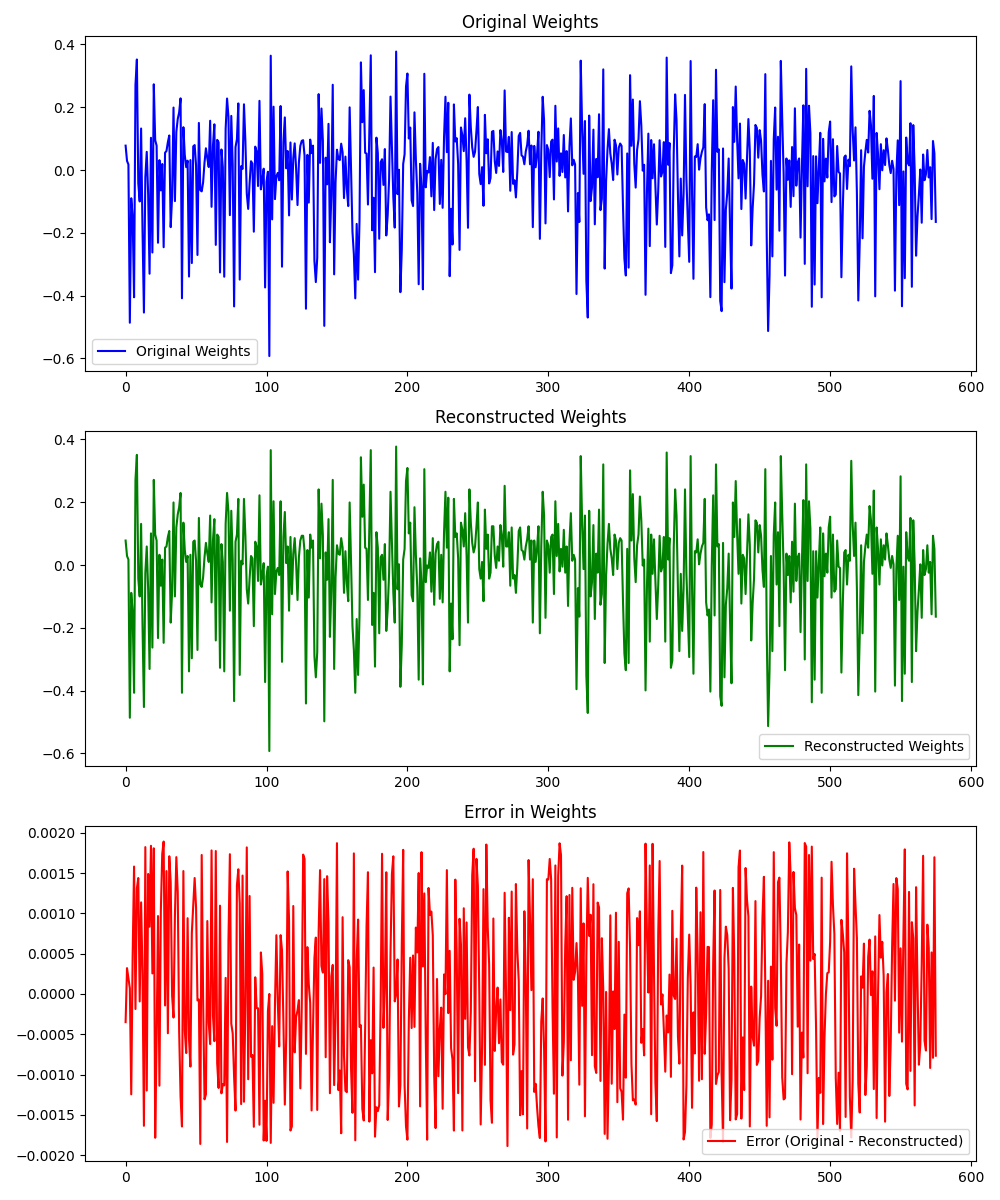 Original Weights
0.4
0.2
0.0
−0.2
−0.4
−0.6
Original Weights
0 100 200 300 400 500 600
Reconstructed Weights
0.4
0.2
0.0
−0.2
−0.4
−0.6
Reconstructed Weights
0 100 200 300 400 500 600
Error in Weights
0.0020
0.0015
0.0010
0.0005
0.0000
−0.0005
−0.0010
−0.0015
−0.0020
Error (Original - Reconstructed)
0 100 200 300 400 500 600